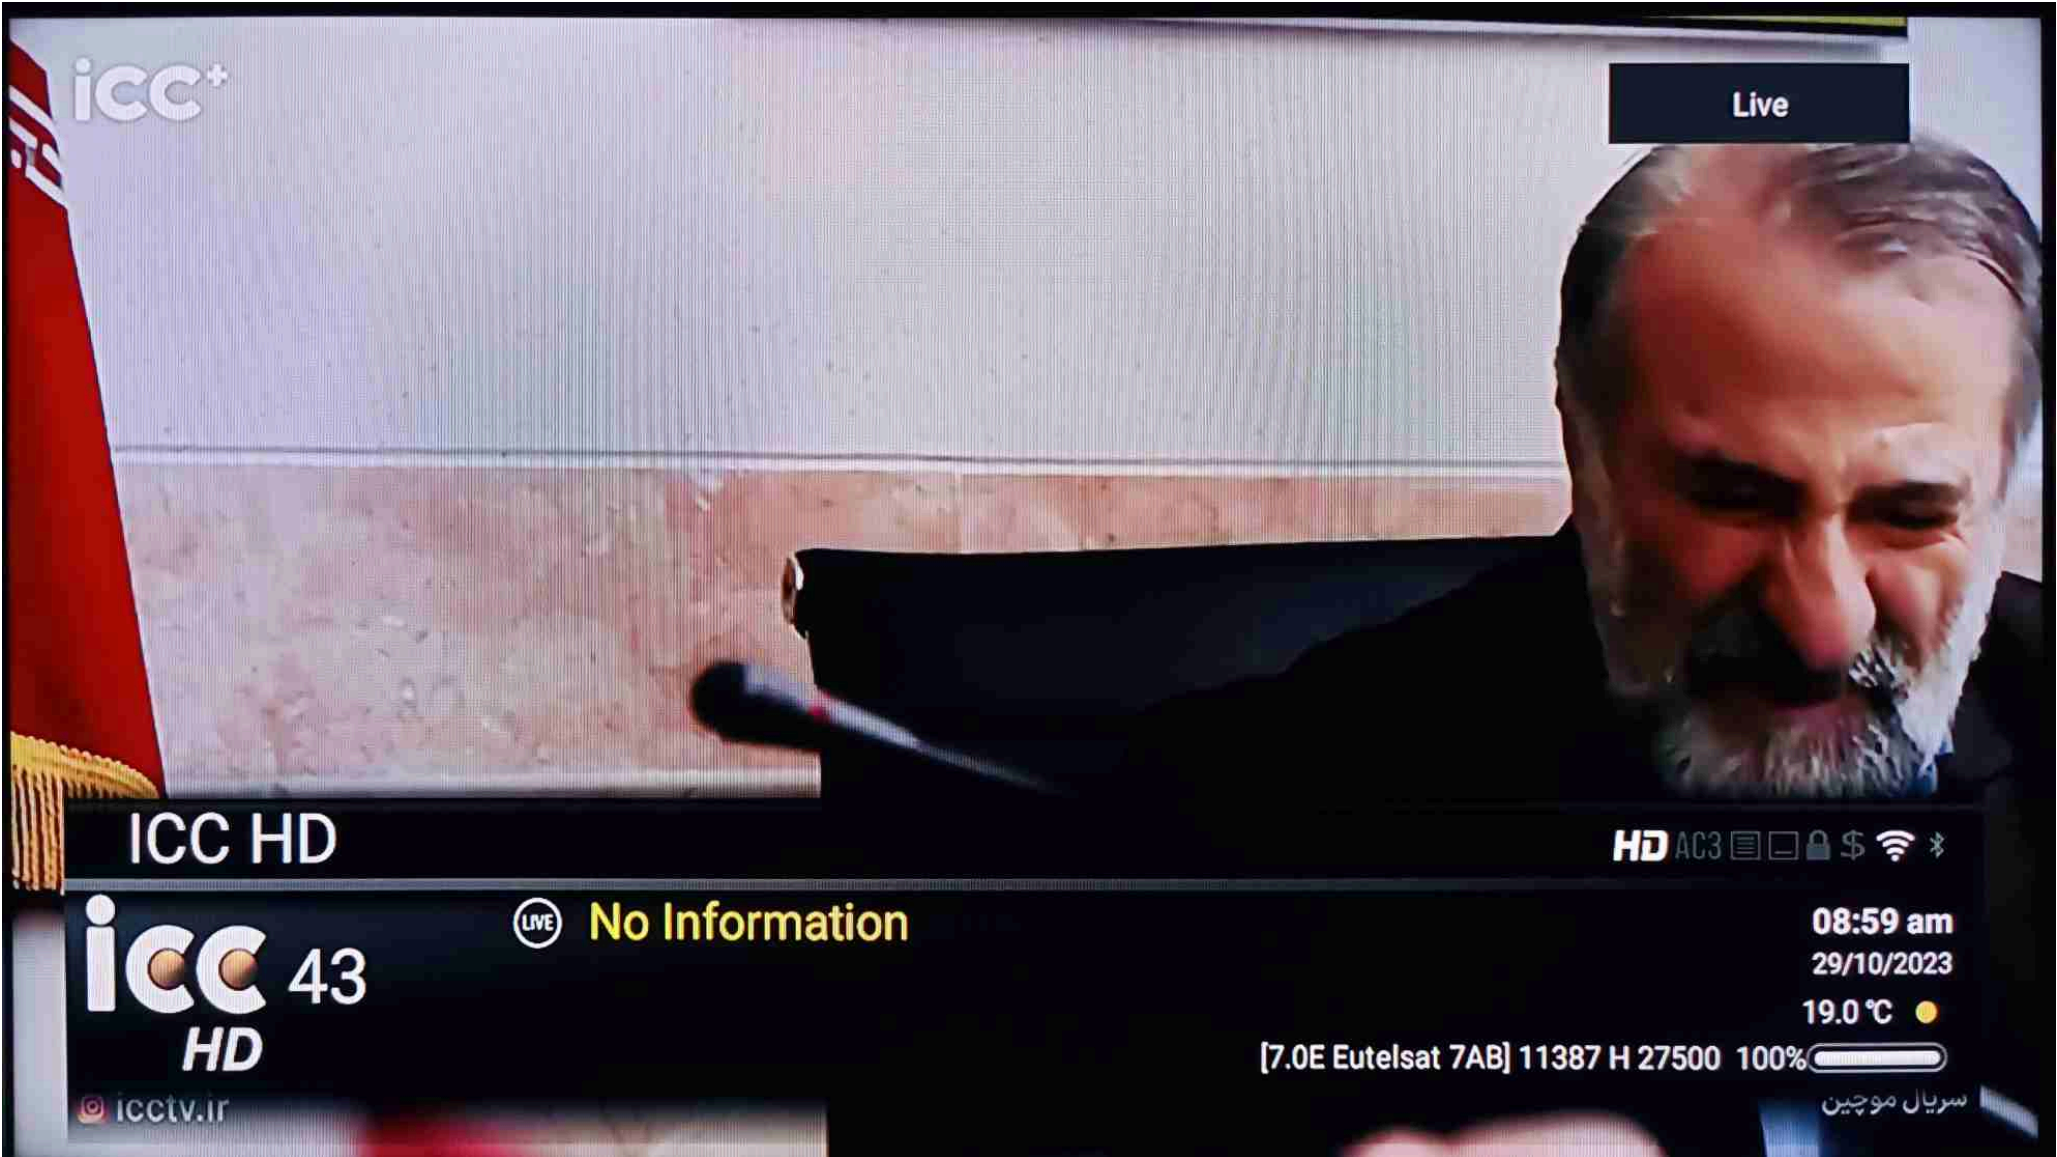 icc+
Live
ICC HD
HD AC3 $
icc HD
43
LIVE No Information
08:59 am
29/10/2023
19.0 °C
[7.0E Eutelsat 7AB] 11387 H 27500 100%
icctv.ir
سریال موچین